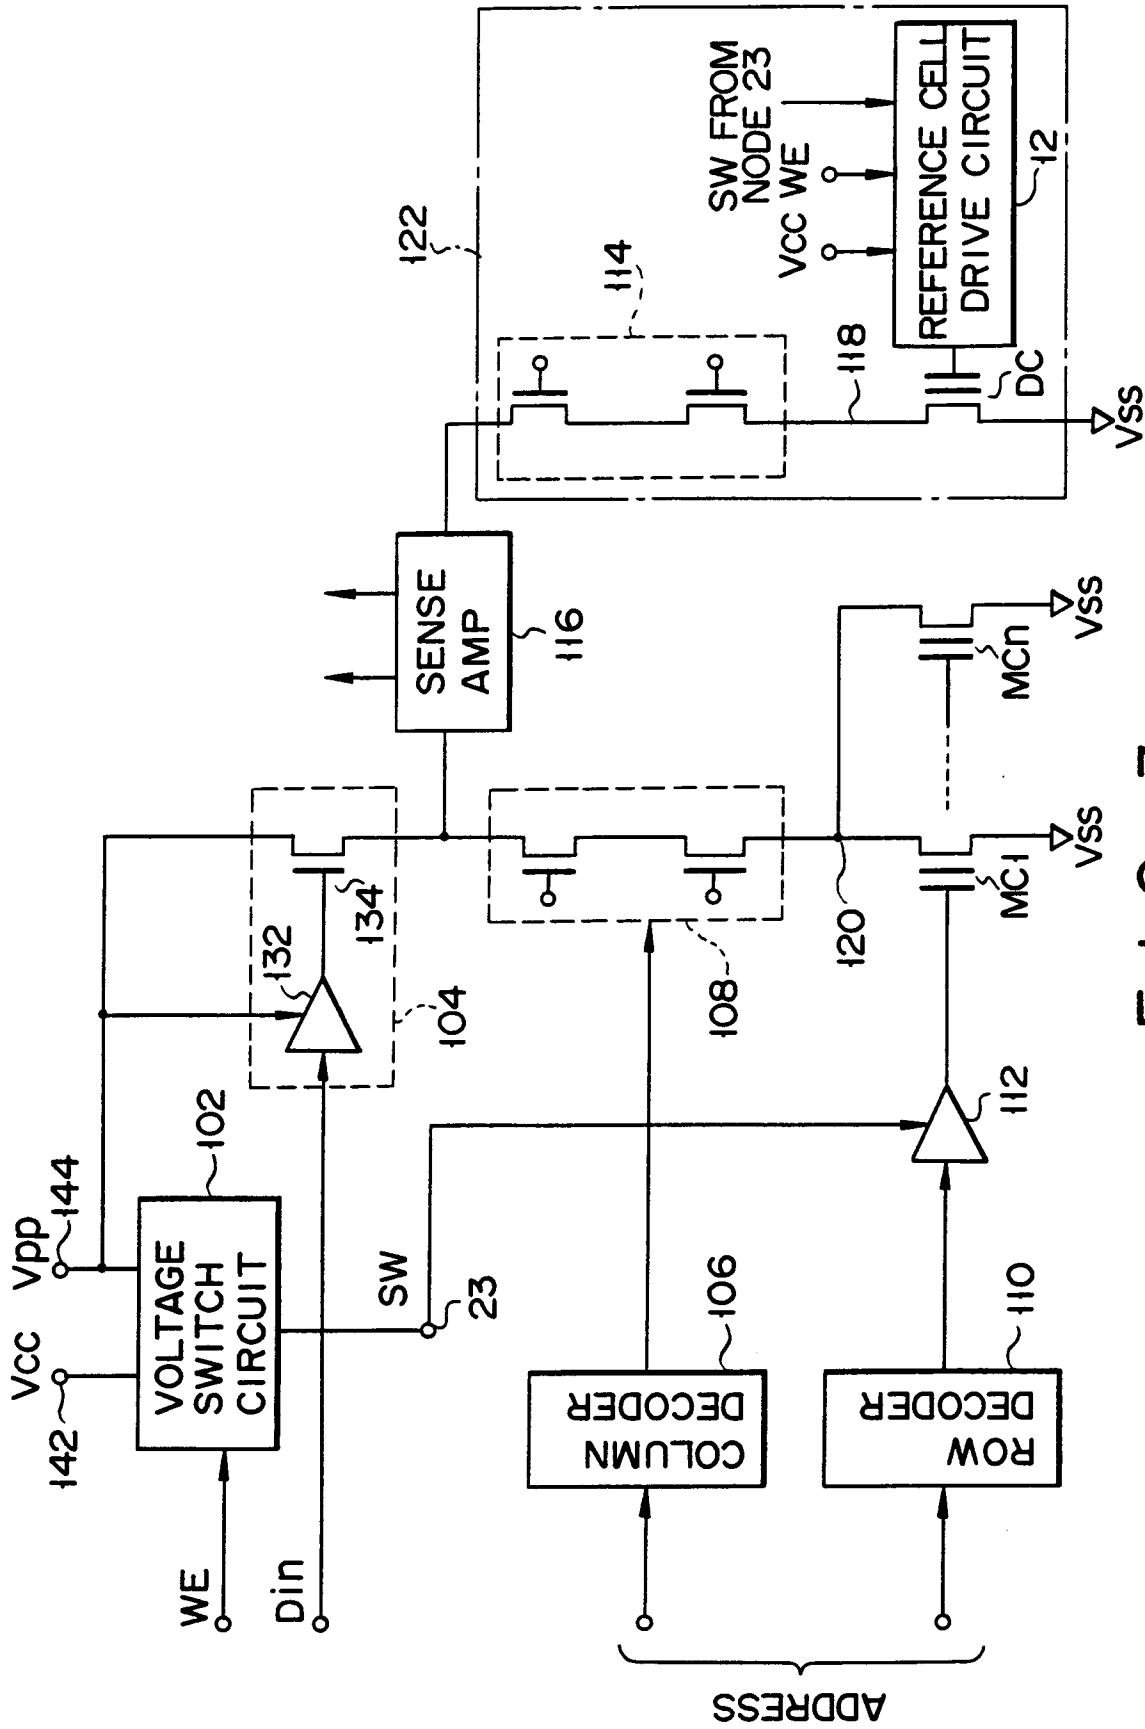 Vcc
Vpp
142
144
VOLTAGE
SWITCH
CIRCUIT
102
WE
Din
SW
23
132
134
104
SENSE
AMP
116
122
114
118
SW FROM
NODE 23
VCC WE
REFERENCE CELL
DRIVE CIRCUIT
12
DC
Vss
ADDRESS
COLUMN
DECODER
106
108
ROW
DECODER
110
112
120
MC1
Vss
MCn
Vss